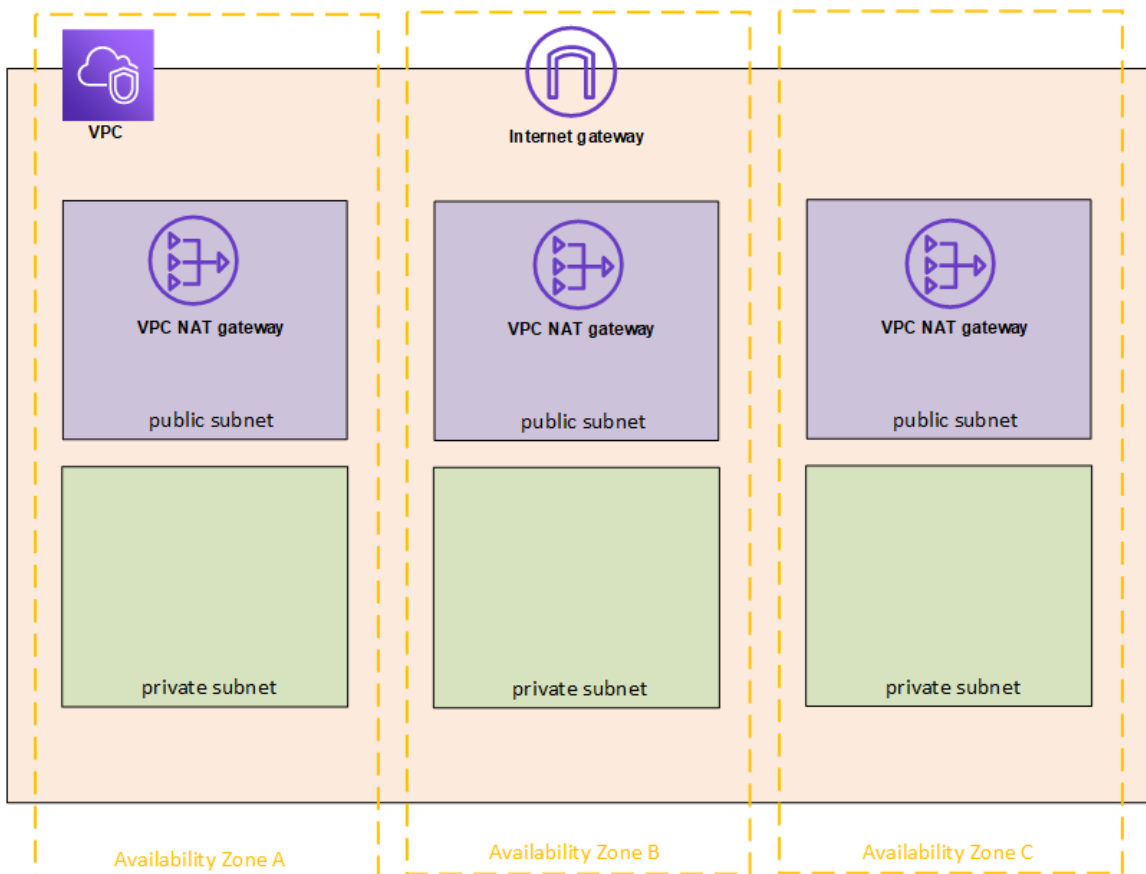 VPC
Internet gateway
VPC NAT gateway
VPC NAT gateway
VPC NAT gateway
public subnet
public subnet
public subnet
private subnet
private subnet
private subnet
Availability Zone A
Availability Zone B
Availability Zone C